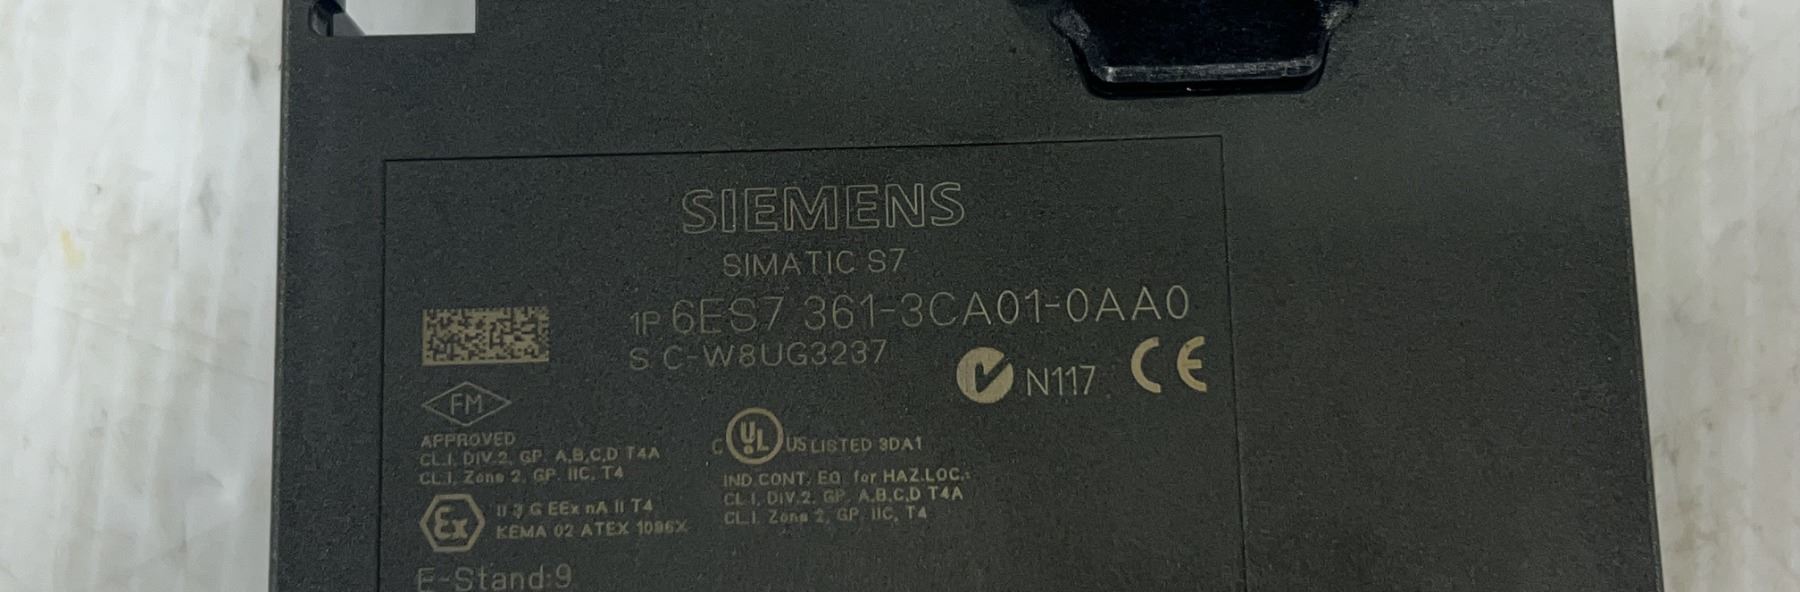 SIEMENS
SIMATIC S7
1P 6ES7 361-3CA01-0AA0
S C-W8UG3237
N117 CE
FM
APPROVED
CL.I, DIV.2, GP. A,B,C,D T4A
CL.I, Zone 2, GP. IIC, T4
C UL US LISTED 3DA1
IND.CONT. EQ. for HAZ.LOC.:
CL.I, DIV.2, GP. A,B,C,D T4A
CL.I, Zone 2, GP. IIC, T4
Ex
II 3 G EEx nA II T4
KEMA 02 ATEX 1096X
E-Stand:9